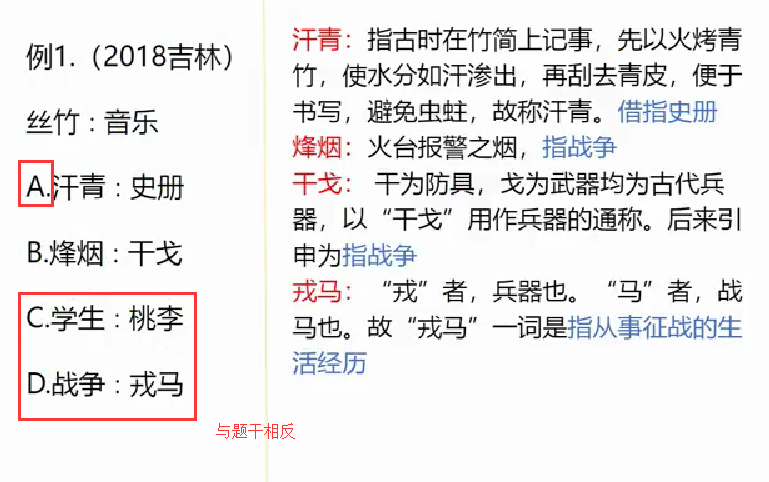 例1.（2018吉林）
丝竹 : 音乐
A.汗青 : 史册
B.烽烟 : 干戈
C.学生 : 桃李
D.战争 : 戎马
与题干相反
汗青：指古时在竹简上记事，先以火烤青
竹，使水分如汗渗出，再刮去青皮，便于
书写，避免虫蛀，故称汗青。借指史册
烽烟：火台报警之烟，指战争
干戈： 干为防具，戈为武器均为古代兵
器，以“干戈”用作兵器的通称。后来引
申为指战争
戎马： “戎”者，兵器也。“马”者，战
马也。故“戎马”一词是指从事征战的生
活经历